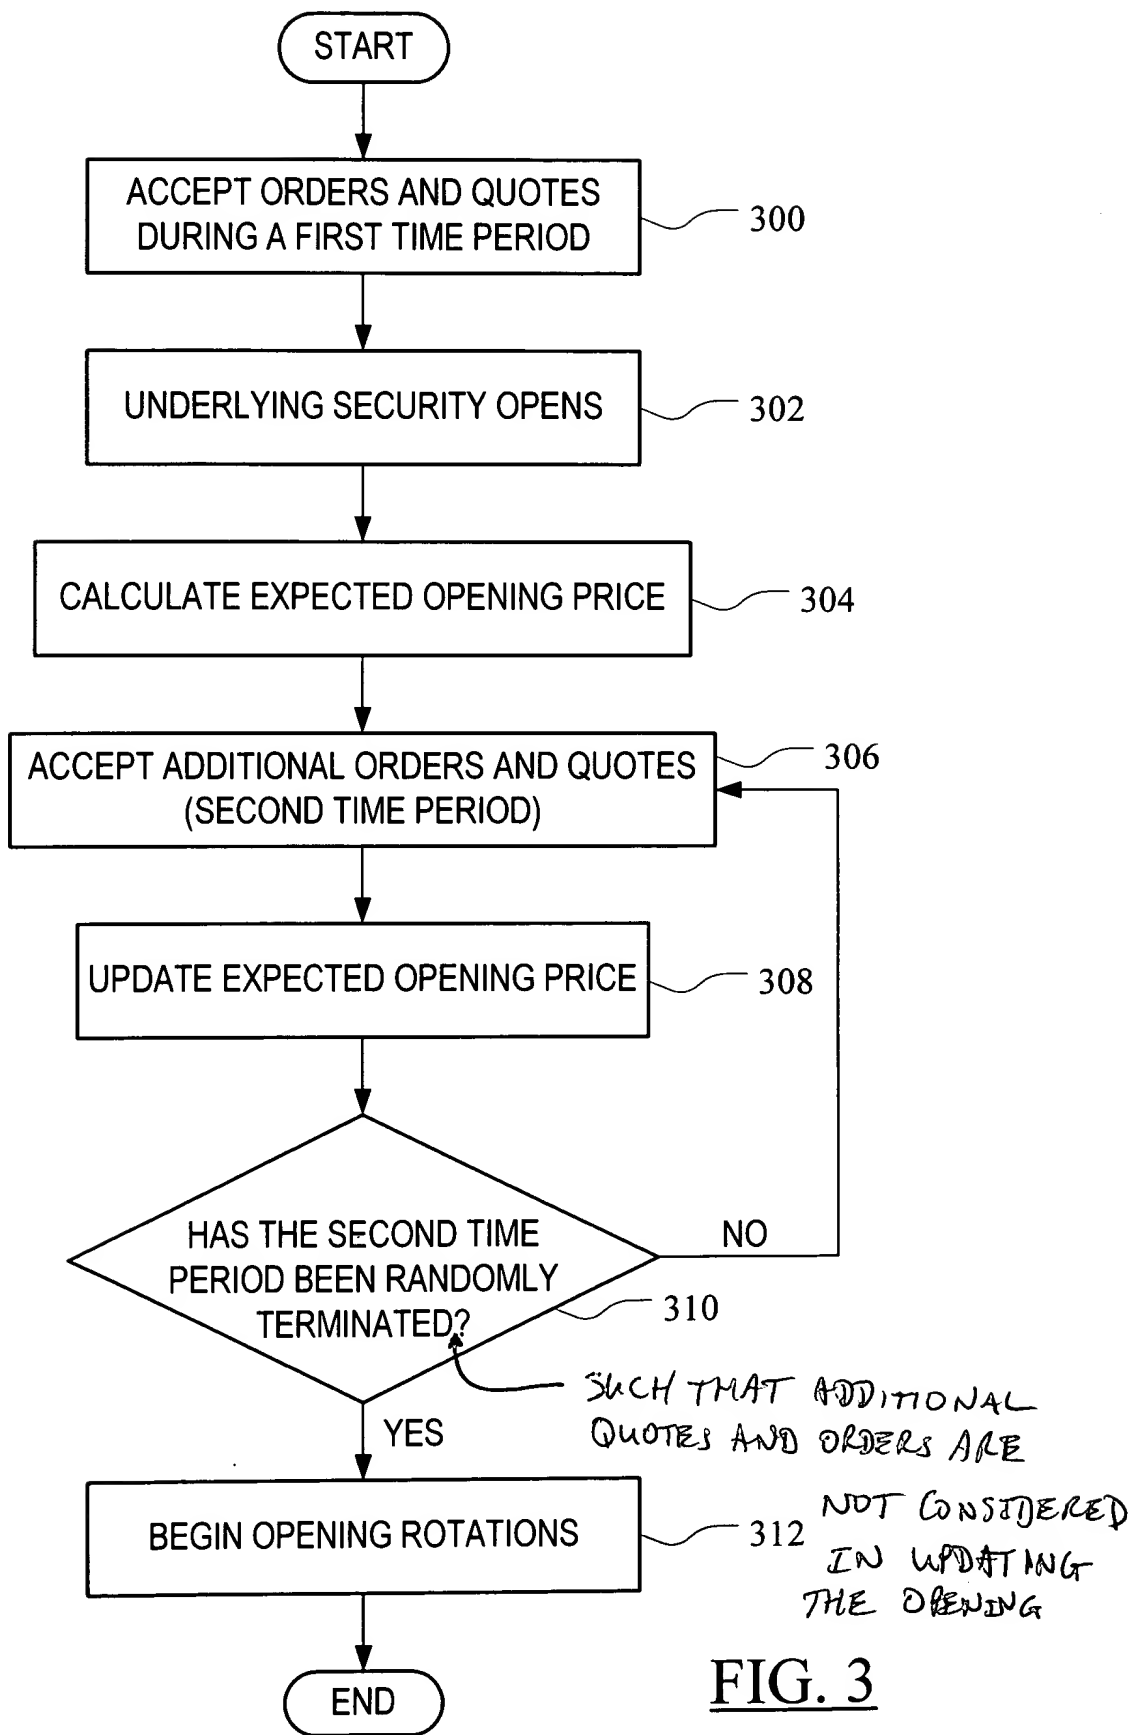 START
ACCEPT ORDERS AND QUOTES
DURING A FIRST TIME PERIOD
300
UNDERLYING SECURITY OPENS
302
CALCULATE EXPECTED OPENING PRICE
304
ACCEPT ADDITIONAL ORDERS AND QUOTES
(SECOND TIME PERIOD)
306
UPDATE EXPECTED OPENING PRICE
308
HAS THE SECOND TIME
PERIOD BEEN RANDOMLY
TERMINATED?
NO
310
SUCH THAT ADDITIONAL
QUOTES AND ORDERS ARE
NOT CONSIDERED
IN UPDATING
THE OPENING
YES
BEGIN OPENING ROTATIONS
312
END
FIG. 3